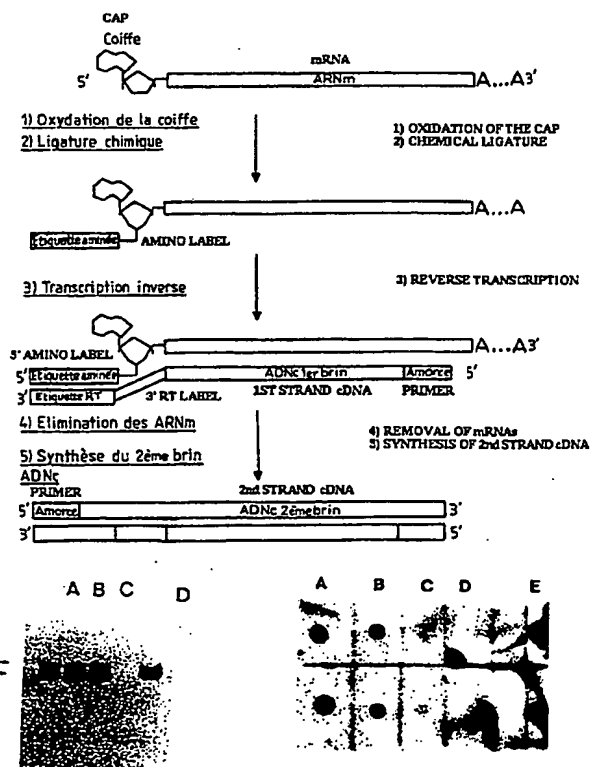 CAP
Coiffe
mRNA
5' ARNm A...A3'
1) Oxydation de la coiffe
2) Ligature chimique
1) OXIDATION OF THE CAP
2) CHEMICAL LIGATURE
A...A
Etiquette aminée AMINO LABEL
3) Transcription inverse
3) REVERSE TRANSCRIPTION
A...A3'
5' AMINO LABEL
5' Etiquette aminée ADNc 1er brin Amorce 5'
3' Etiquette RT 3' RT LABEL 1ST STRAND cDNA PRIMER
4) Elimination des ARNm
4) REMOVAL OF mRNAs
5) SYNTHESIS OF 2nd STRAND cDNA
5) Synthèse du 2ème brin
ADNc
PRIMER 2nd STRAND cDNA
5' Amorce ADNc 2ème brin 3'
3' 5'
A B C D
A B C D E